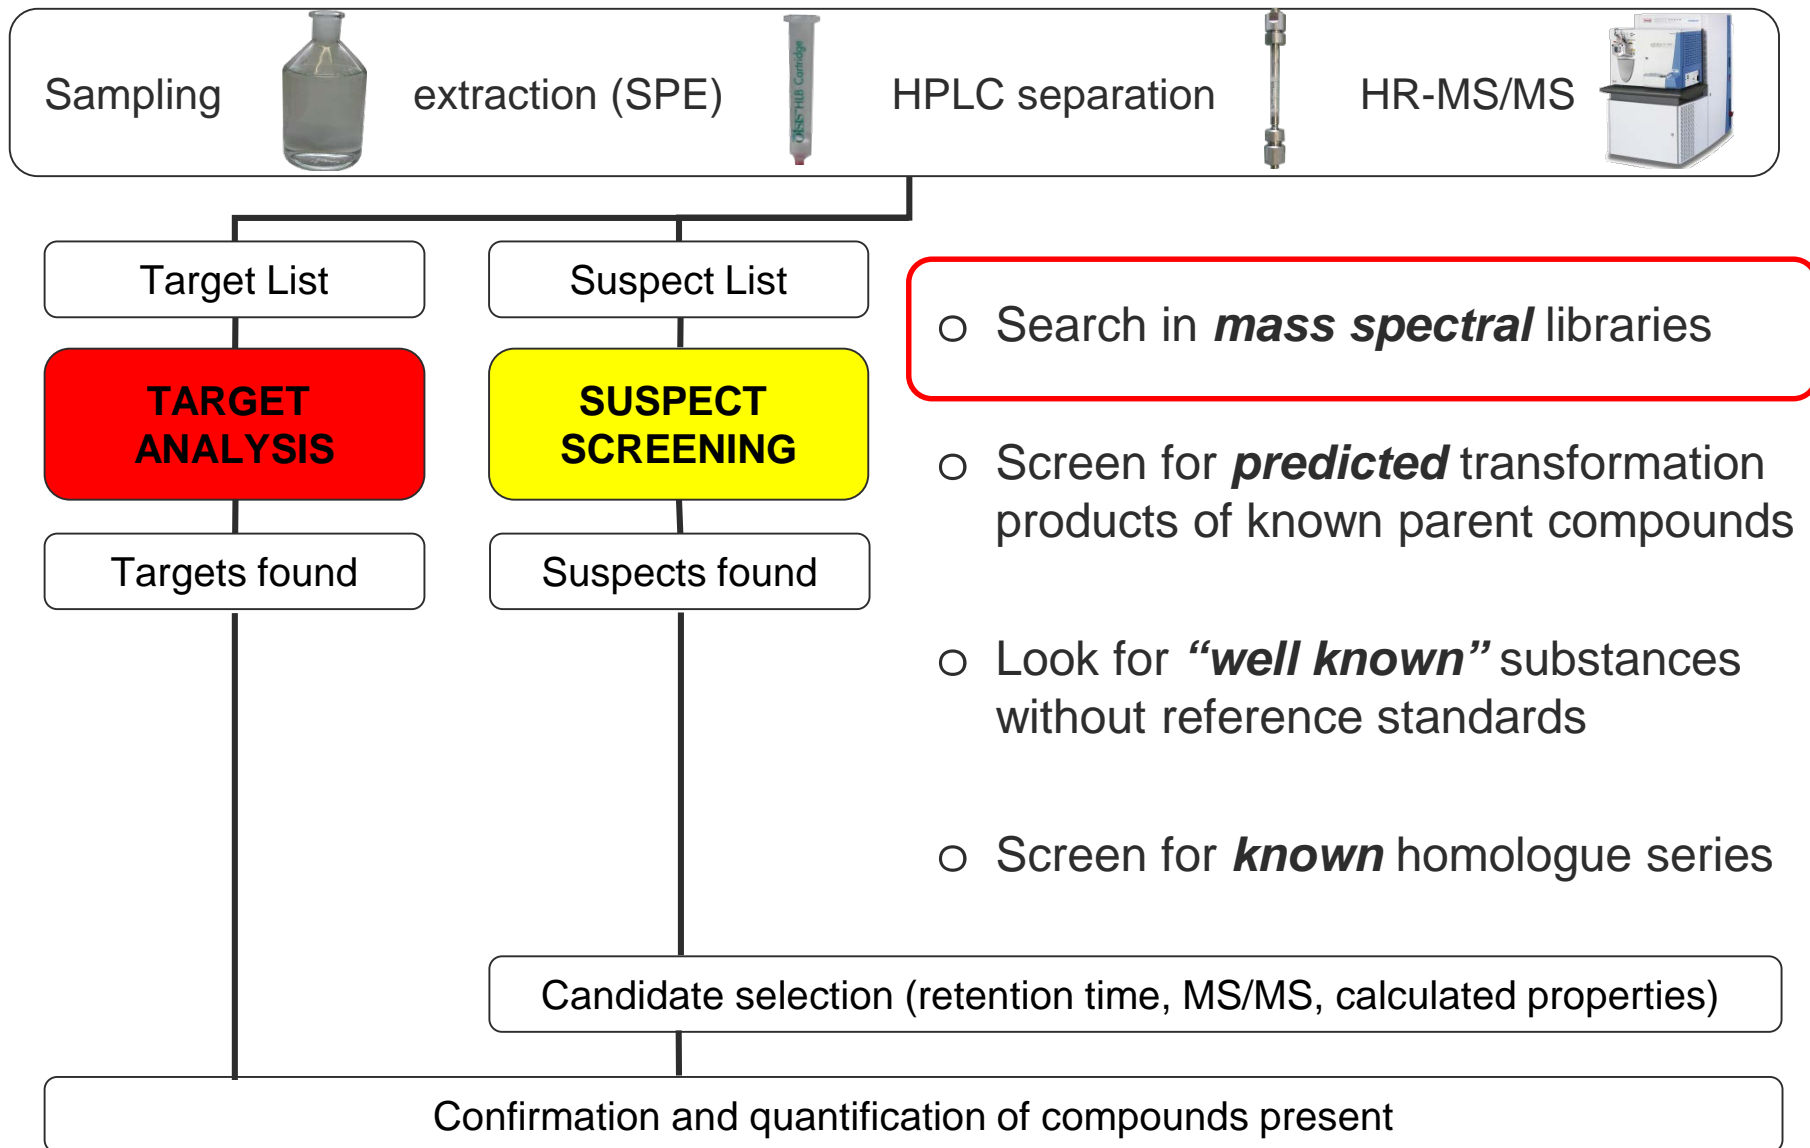 Sampling extraction (SPE) HPLC separation HR-MS/MS
HLB Cartridge
Target List
Suspect List
TARGET
ANALYSIS
SUSPECT
SCREENING
Targets found
Suspects found
o Search in mass spectral libraries
o Screen for predicted transformation
products of known parent compounds
o Look for “well known” substances
without reference standards
o Screen for known homologue series
Candidate selection (retention time, MS/MS, calculated properties)
Confirmation and quantification of compounds present